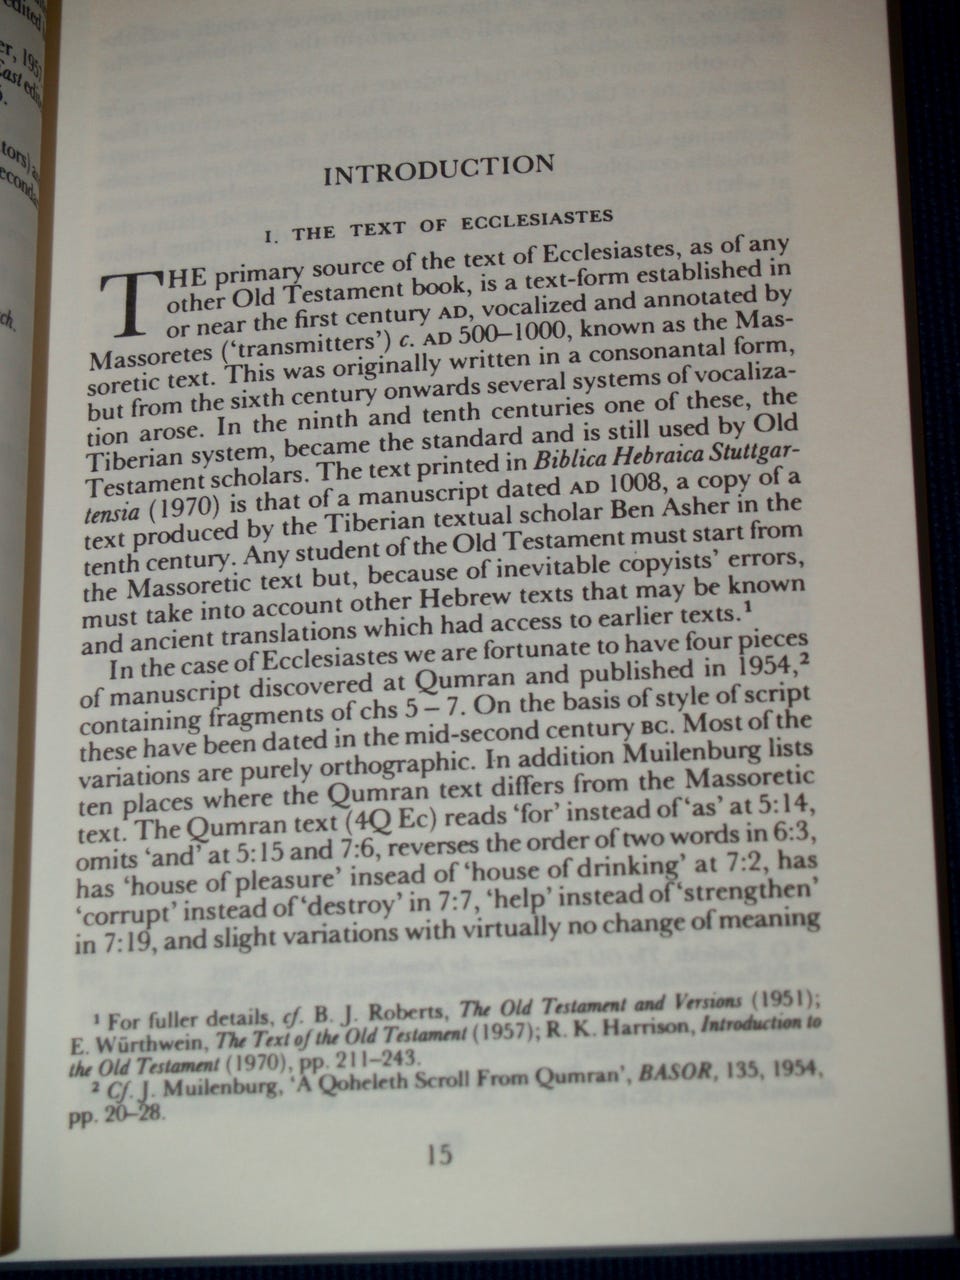 edited
er, 195
East edit
6.
tors) a
econda
ch.
INTRODUCTION
I. THE TEXT OF ECCLESIASTES
THE primary source of the text of Ecclesiastes, as of any
other Old Testament book, is a text-form established in
or near the first century AD, vocalized and annotated by
Massoretes (‘transmitters’) c. AD 500–1000, known as the Mas-
soretic text. This was originally written in a consonantal form,
but from the sixth century onwards several systems of vocaliza-
tion arose. In the ninth and tenth centuries one of these, the
Tiberian system, became the standard and is still used by Old
Testament scholars. The text printed in Biblica Hebraica Stuttgar-
tensia (1970) is that of a manuscript dated AD 1008, a copy of a
text produced by the Tiberian textual scholar Ben Asher in the
tenth century. Any student of the Old Testament must start from
the Massoretic text but, because of inevitable copyists’ errors,
must take into account other Hebrew texts that may be known
and ancient translations which had access to earlier texts.¹
In the case of Ecclesiastes we are fortunate to have four pieces
of manuscript discovered at Qumran and published in 1954,²
containing fragments of chs 5 – 7. On the basis of style of script
these have been dated in the mid-second century BC. Most of the
variations are purely orthographic. In addition Muilenburg lists
ten places where the Qumran text differs from the Massoretic
text. The Qumran text (4Q Ec) reads ‘for’ instead of ‘as’ at 5:14,
omits ‘and’ at 5:15 and 7:6, reverses the order of two words in 6:3,
has ‘house of pleasure’ insead of ‘house of drinking’ at 7:2, has
‘corrupt’ instead of ‘destroy’ in 7:7, ‘help’ instead of ‘strengthen’
in 7:19, and slight variations with virtually no change of meaning
¹ For fuller details, cf. B. J. Roberts, The Old Testament and Versions (1951);
E. Würthwein, The Text of the Old Testament (1957); R. K. Harrison, Introduction to
the Old Testament (1970), pp. 211–243.
² Cf. J. Muilenburg, ‘A Qoheleth Scroll From Qumran’, BASOR, 135, 1954,
pp. 20–28.
15